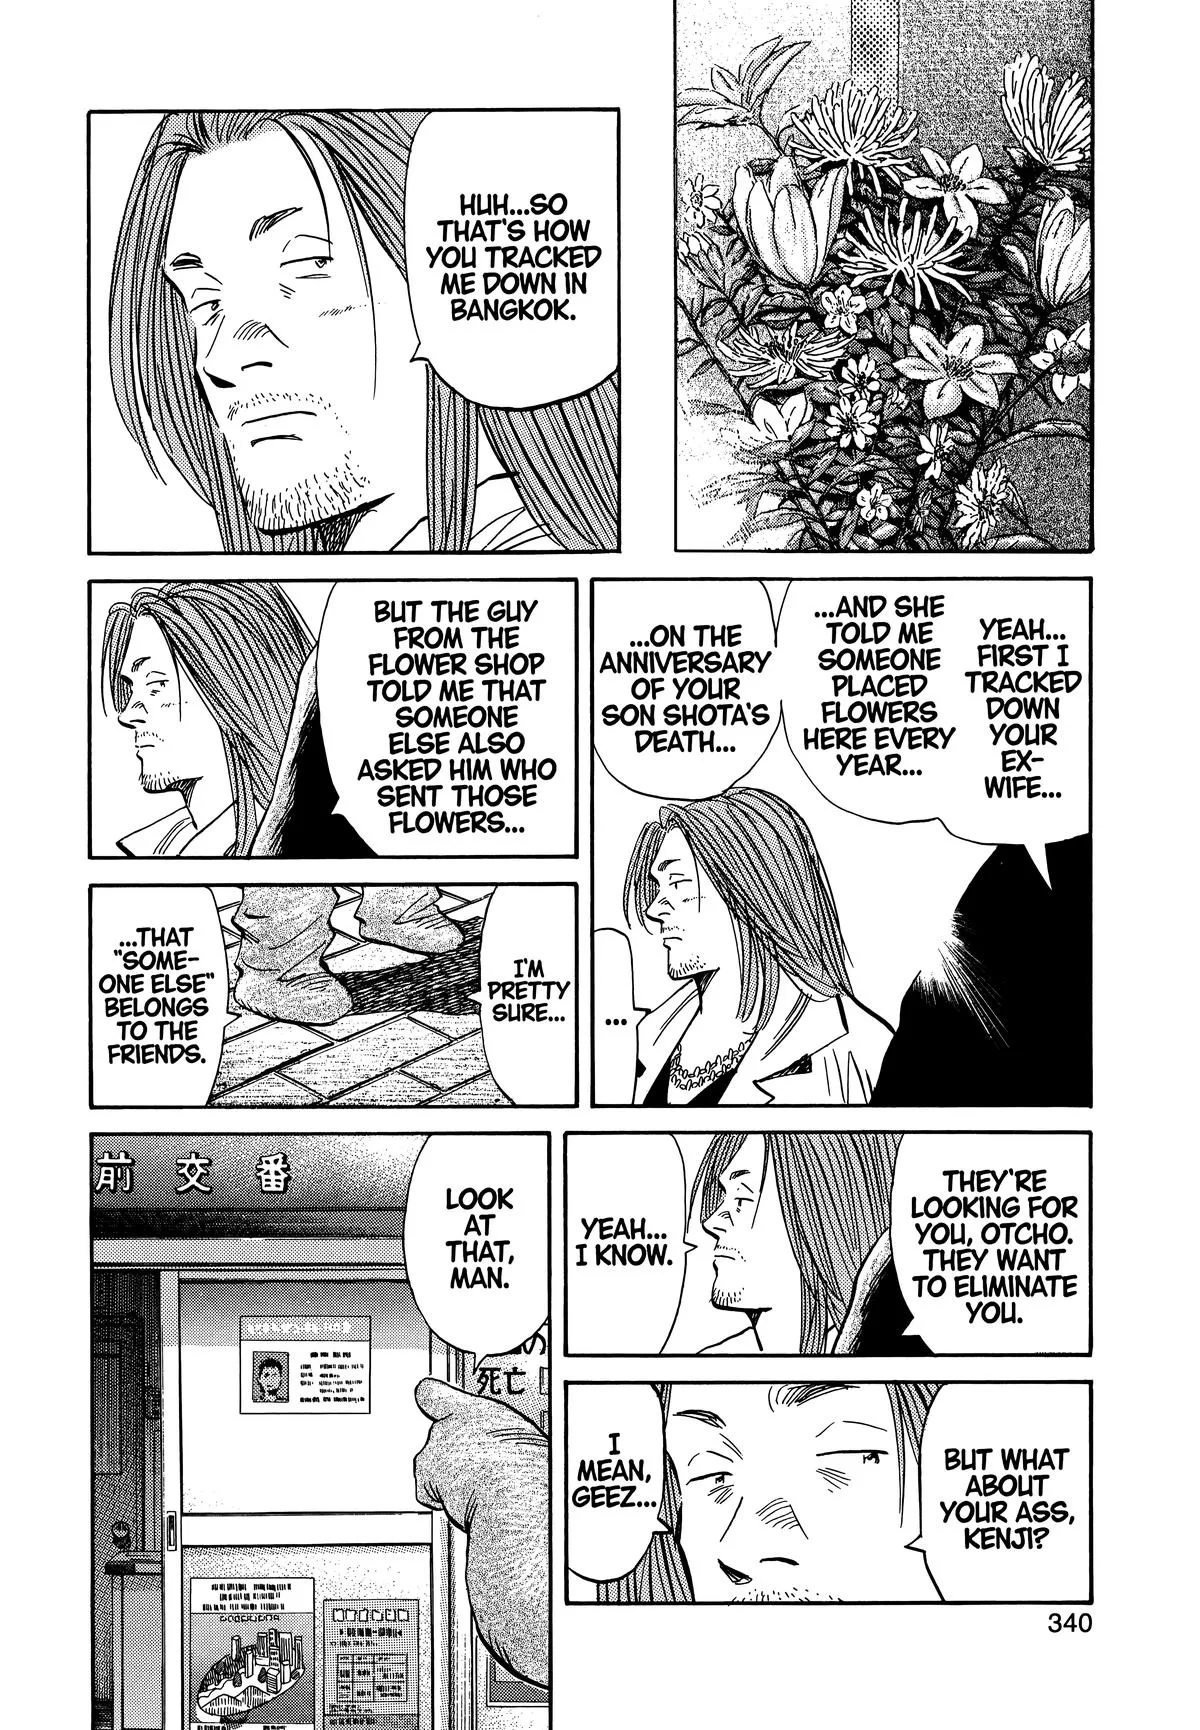 HUH...SO
THAT'S HOW
YOU TRACKED
ME DOWN IN
BANGKOK.
YEAH...
FIRST I
TRACKED
DOWN
YOUR
EX-
WIFE...
...AND SHE
TOLD ME
SOMEONE
PLACED
FLOWERS
HERE EVERY
YEAR...
...ON THE
ANNIVERSARY
OF YOUR
SON SHOTA'S
DEATH...
...
BUT THE GUY
FROM THE
FLOWER SHOP
TOLD ME THAT
SOMEONE
ELSE ALSO
ASKED HIM WHO
SENT THOSE
FLOWERS...
I'M
PRETTY
SURE...
...THAT
"SOME-
ONE ELSE"
BELONGS
TO THE
FRIENDS.
THEY'RE
LOOKING FOR
YOU, OTCHO.
THEY WANT
TO ELIMINATE
YOU.
YEAH...
I KNOW.
BUT WHAT
ABOUT
YOUR ASS,
KENJI?
I
MEAN,
GEEZ...
LOOK
AT
THAT,
MAN.
前交番
の
死亡
340